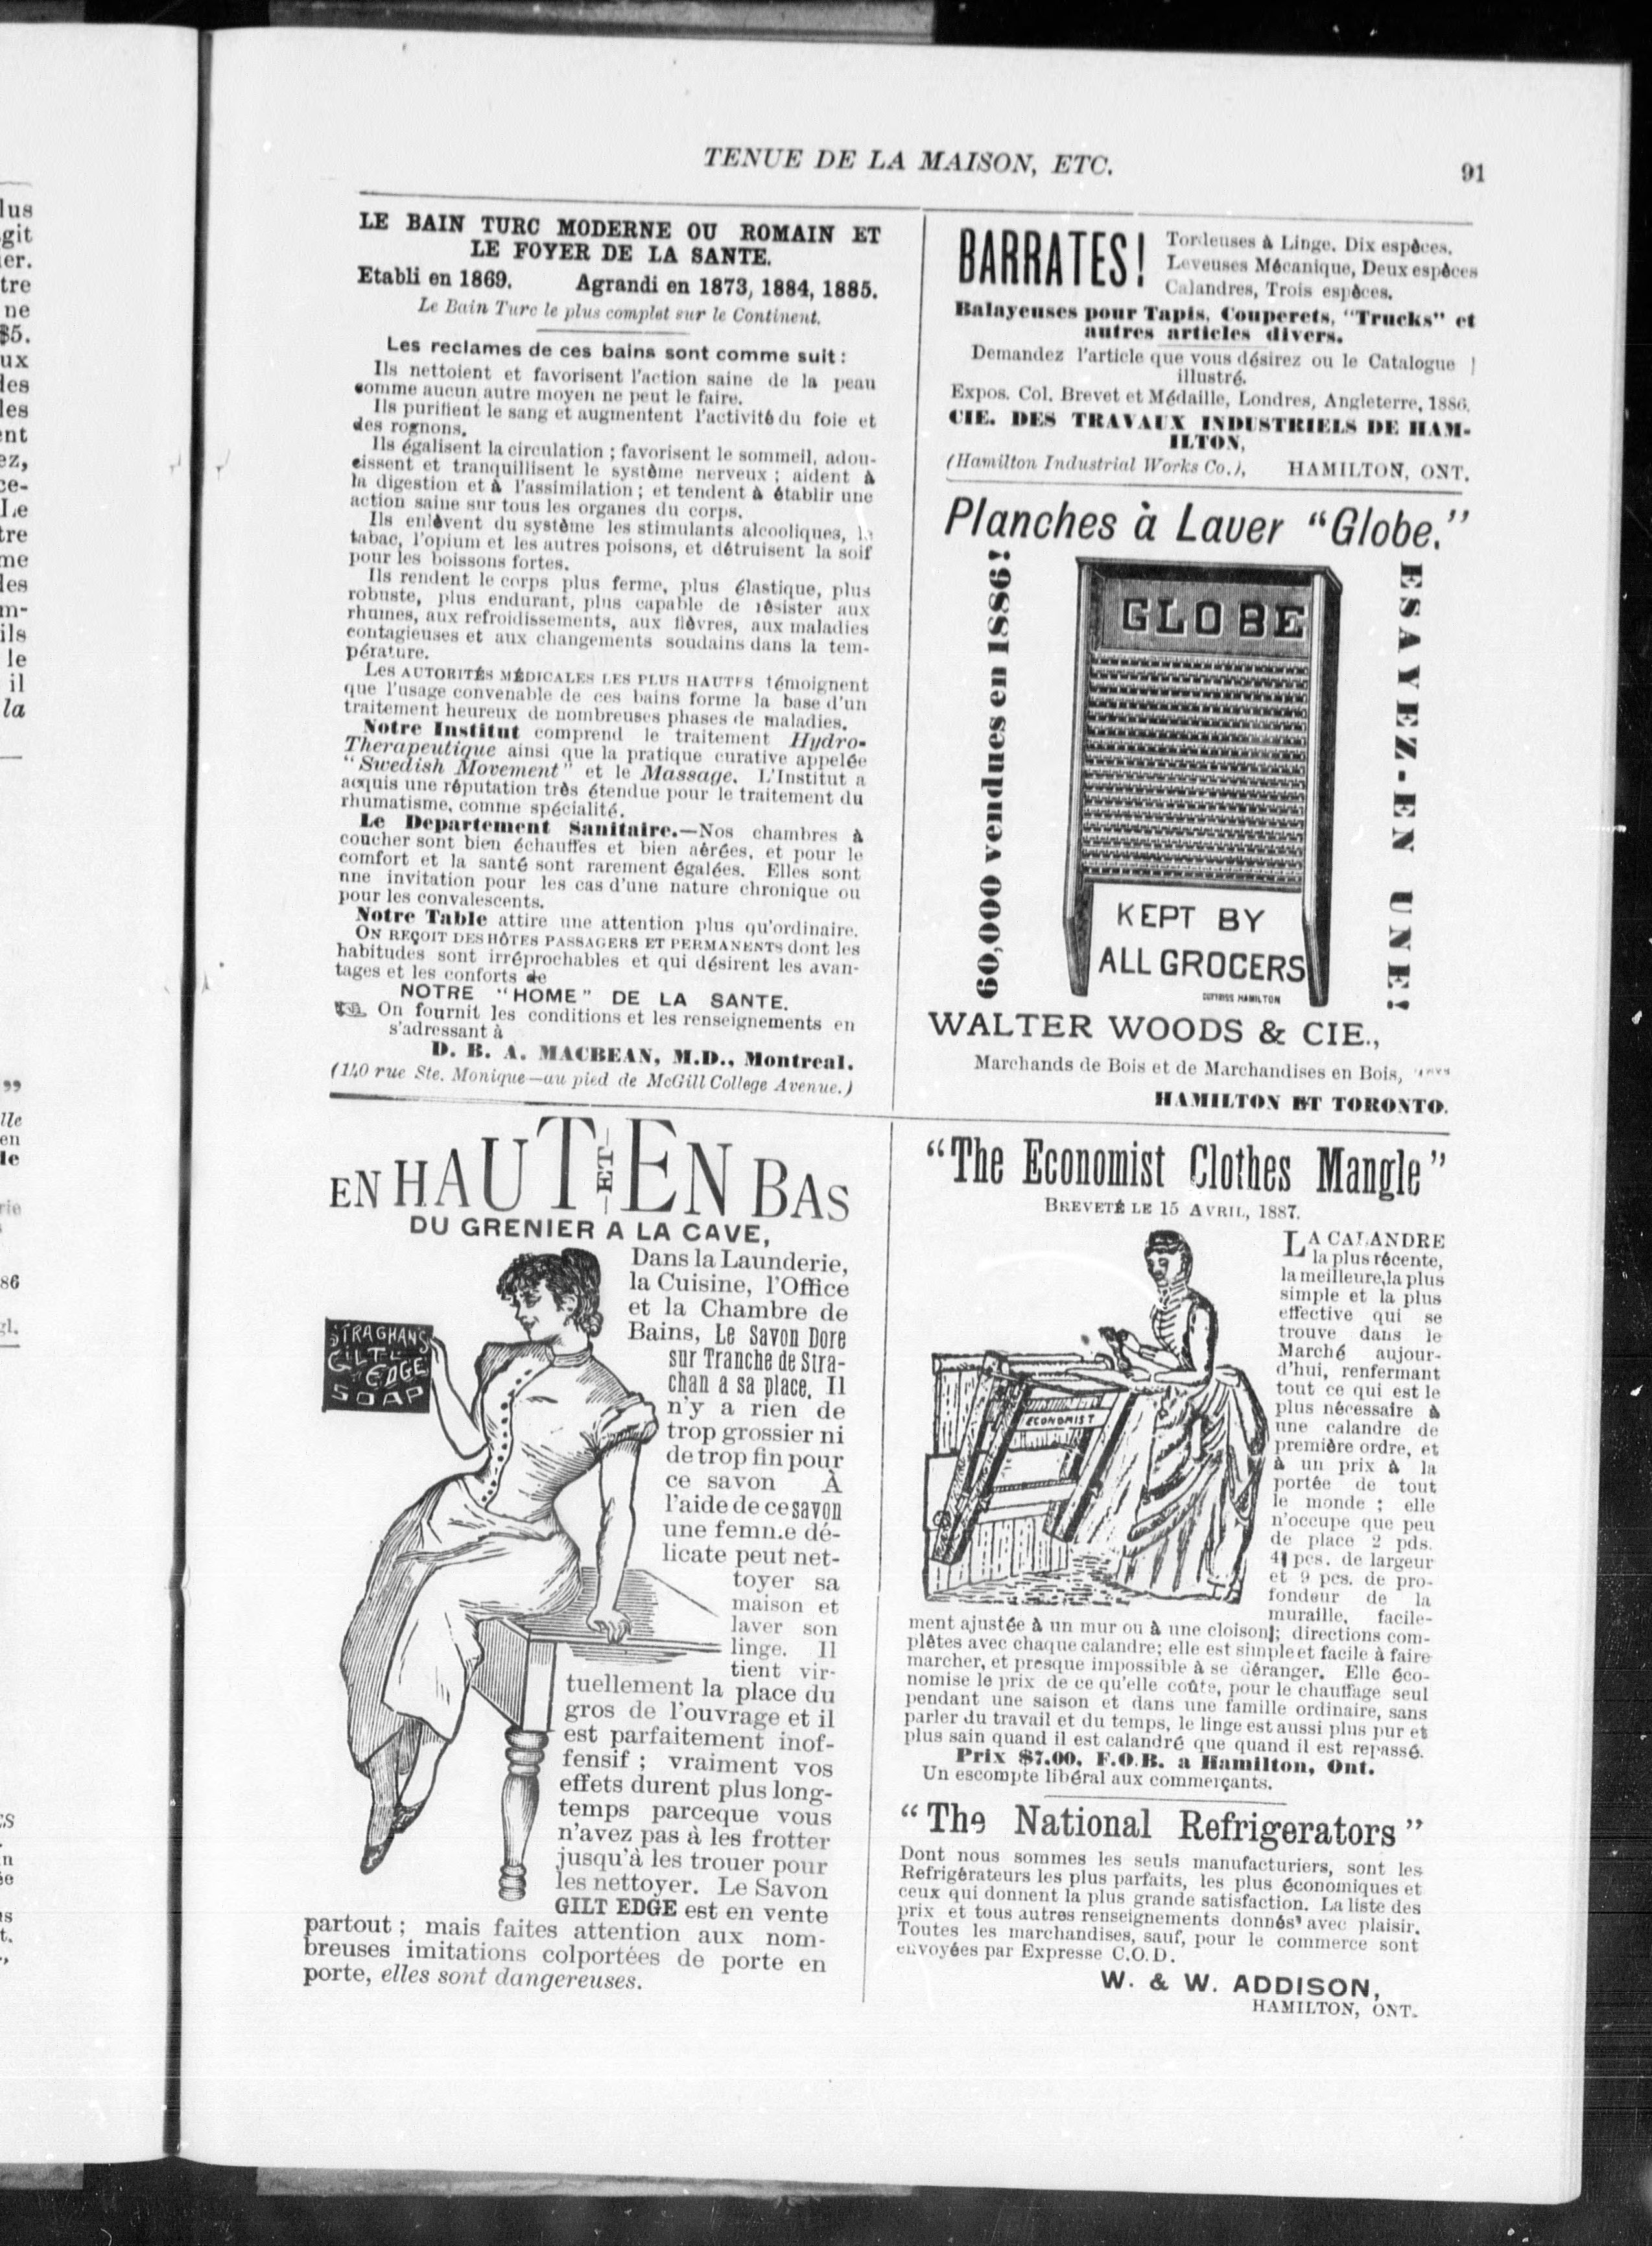 TENUE DE LA MAISON, ETC.
91
LE BAIN TURC MODERNE OU ROMAIN ET
LE FOYER DE LA SANTE.
Etabli en 1869. Agrandi en 1873, 1884, 1885.
Le Bain Turc le plus complet sur le Continent.
Les reclames de ces bains sont comme suit :
Ils nettoient et favorisent l'action saine de la peau
comme aucun autre moyen ne peut le faire.
Ils purifient le sang et augmentent l'activité du foie et
des rognons.
Ils égalisent la circulation ; favorisent le sommeil, adou-
cissent et tranquillisent le système nerveux ; aident à
la digestion et à l'assimilation ; et tendent à établir une
action saine sur tous les organes du corps.
Ils enlèvent du système les stimulants alcooliques, le
tabac, l'opium et les autres poisons, et détruisent la soif
pour les boissons fortes.
Ils rendent le corps plus ferme, plus élastique, plus
robuste, plus endurant, plus capable de résister aux
rhumes, aux refroidissements, aux fièvres, aux maladies
contagieuses et aux changements soudains dans la tem-
pérature.
Les AUTORITÉS MÉDICALES LES PLUS HAUTES témoignent
que l'usage convenable de ces bains forme la base d'un
traitement heureux de nombreuses phases de maladies.
Notre Institut comprend le traitement Hydro-
Therapeutique ainsi que la pratique curative appelée
"Swedish Movement" et le Massage. L'Institut a
acquis une réputation très étendue pour le traitement du
rhumatisme, comme spécialité.
Le Departement Sanitaire.—Nos chambres à
coucher sont bien échauffes et bien aérées, et pour le
comfort et la santé sont rarement égalées. Elles sont
nne invitation pour les cas d'une nature chronique ou
pour les convalescents.
Notre Table attire une attention plus qu'ordinaire.
ON REÇOIT DES HÔTES PASSAGERS ET PERMANENTS dont les
habitudes sont irréprochables et qui désirent les avan-
tages et les conforts de
NOTRE "HOME" DE LA SANTE.
On fournit les conditions et les renseignements en
s'adressant à
D. B. A. MACBEAN, M.D., Montreal.
(140 rue Ste. Monique—au pied de McGill College Avenue.)
EN HAUT ET EN BAS
DU GRENIER A LA CAVE,
STRACHANS
GILT
EDGE
SOAP
Dans la Launderie,
la Cuisine, l'Office
et la Chambre de
Bains, Le Savon Dore
sur Tranche de Stra-
chan a sa place. Il
n'y a rien de
trop grossier ni
de trop fin pour
ce savon À
l'aide de ce savon
une femme dé-
licate peut net-
toyer sa
maison et
laver son
linge. Il
tient vir-
tuellement la place du
gros de l'ouvrage et il
est parfaitement inof-
fensif ; vraiment vos
effets durent plus long-
temps parceque vous
n'avez pas à les frotter
jusqu'à les trouer pour
les nettoyer. Le Savon
GILT EDGE est en vente
partout ; mais faites attention aux nom-
breuses imitations colportées de porte en
porte, elles sont dangereuses.
BARRATES!
Tordeuses à Linge, Dix espèces.
Leveuses Mécanique, Deux espèces
Calandres, Trois espèces.
Balayeuses pour Tapis, Couperets, "Trucks" et
autres articles divers.
Demandez l'article que vous désirez ou le Catalogue
illustré.
Expos. Col. Brevet et Médaille, Londres, Angleterre, 1886.
CIE. DES TRAVAUX INDUSTRIELS DE HAM-
ILTON,
(Hamilton Industrial Works Co.), HAMILTON, ONT.
Planches à Laver "Globe."
60,000 vendues en 1886!
GLOBE
KEPT BY
ALL GROCERS
HAMILTON
ESAYEZ-EN UNE!
WALTER WOODS & CIE.,
Marchands de Bois et de Marchandises en Bois,
HAMILTON ET TORONTO.
"The Economist Clothes Mangle"
BREVETÉ LE 15 AVRIL, 1887.
ECONOMIST
LA CALANDRE
la plus récente,
la meilleure, la plus
simple et la plus
effective qui se
trouve dans le
Marché aujour-
d'hui, renfermant
tout ce qui est le
plus nécessaire à
une calandre de
première ordre, et
à un prix à la
portée de tout
le monde ; elle
n'occupe que peu
de place 2 pds.
4 pcs. de largeur
et 9 pcs. de pro-
fondeur de la
muraille, facile-
ment ajustée à un mur ou à une cloison ; directions com-
plètes avec chaque calandre; elle est simple et facile à faire
marcher, et presque impossible à se déranger. Elle éco-
nomise le prix de ce qu'elle coûte, pour le chauffage seul
pendant une saison et dans une famille ordinaire, sans
parler du travail et du temps, le linge est aussi plus pur et
plus sain quand il est calandré que quand il est repassé.
Prix $7.00, F.O.B. a Hamilton, Ont.
Un escompte libéral aux commerçants.
"The National Refrigerators"
Dont nous sommes les seuls manufacturiers, sont les
Refrigérateurs les plus parfaits, les plus économiques et
ceux qui donnent la plus grande satisfaction. La liste des
prix et tous autres renseignements donnés avec plaisir.
Toutes les marchandises, sauf, pour le commerce sont
envoyées par Expresse C.O.D.
W. & W. ADDISON,
HAMILTON, ONT.